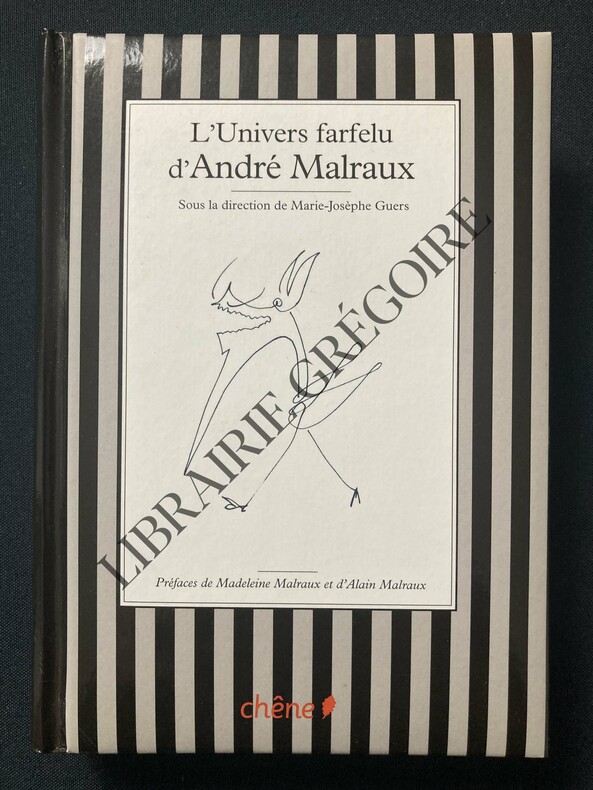 L'Univers farfelu
d'André Malraux
Sous la direction de Marie-Josèphe Guers
LIBRAIRIE GRÉGOIRE
Préfaces de Madeleine Malraux et d'Alain Malraux
chêne